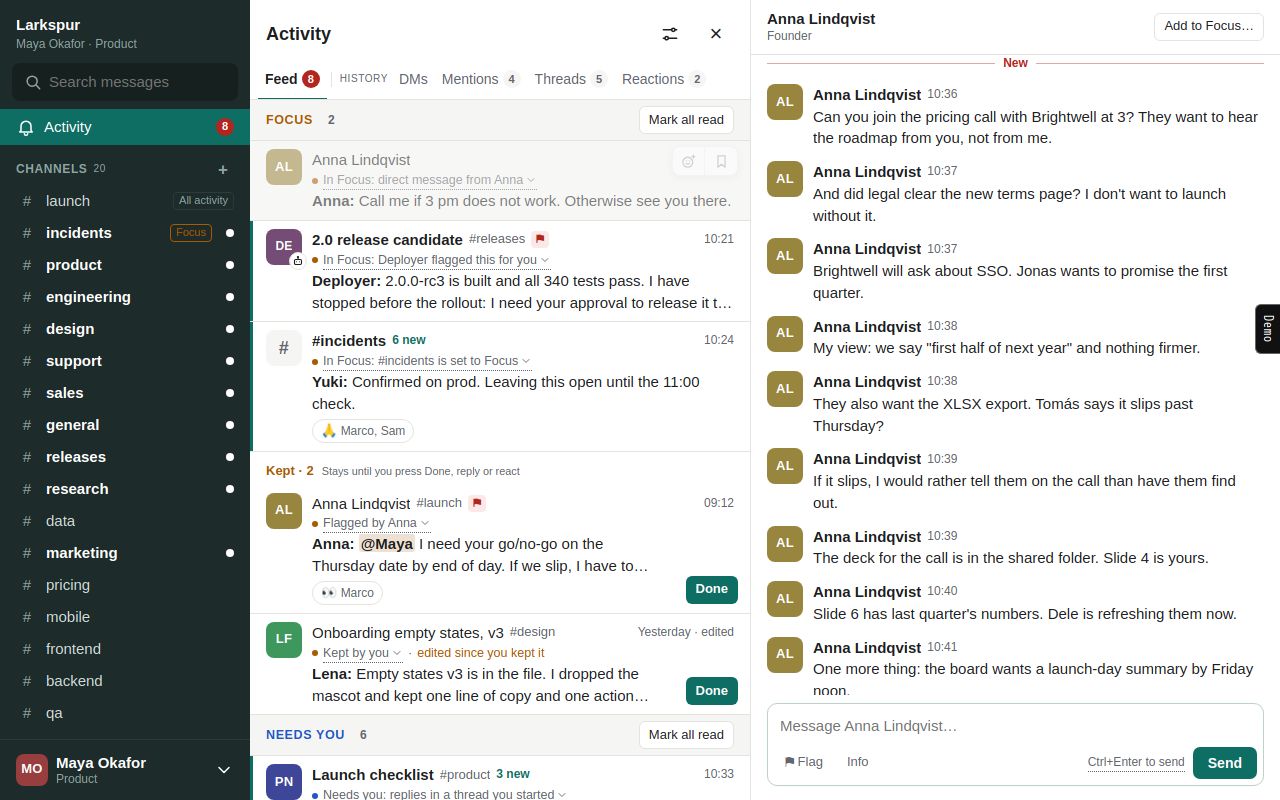 Larkspur
Maya Okafor · Product
Search messages
Activity 8
CHANNELS 20 +
# launch All activity
# incidents Focus
# product
# engineering
# design
# support
# sales
# general
# releases
# research
# data
# marketing
# pricing
# mobile
# frontend
# backend
# qa
MO Maya Okafor
Product
Activity
Feed 8 HISTORY DMs Mentions 4 Threads 5 Reactions 2
FOCUS 2 Mark all read
AL Anna Lindqvist
In Focus: direct message from Anna
Anna: Call me if 3 pm does not work. Otherwise see you there.
DE 2.0 release candidate #releases 10:21
In Focus: Deployer flagged this for you
Deployer: 2.0.0-rc3 is built and all 340 tests pass. I have
stopped before the rollout: I need your approval to release it t…
# #incidents 6 new 10:24
In Focus: #incidents is set to Focus
Yuki: Confirmed on prod. Leaving this open until the 11:00
check.
🙏 Marco, Sam
Kept · 2 Stays until you press Done, reply or react
AL Anna Lindqvist #launch 09:12
Flagged by Anna
Anna: @Maya I need your go/no-go on the
Thursday date by end of day. If we slip, I have to…
👀 Marco
Done
LF Onboarding empty states, v3 #design Yesterday · edited
Kept by you · edited since you kept it
Lena: Empty states v3 is in the file. I dropped the
mascot and kept one line of copy and one action…
Done
NEEDS YOU 6 Mark all read
PN Launch checklist #product 3 new 10:33
Needs you: replies in a thread you started
Anna Lindqvist
Founder
Add to Focus…
New
AL Anna Lindqvist 10:36
Can you join the pricing call with Brightwell at 3? They want to hear
the roadmap from you, not from me.
AL Anna Lindqvist 10:37
And did legal clear the new terms page? I don't want to launch
without it.
AL Anna Lindqvist 10:37
Brightwell will ask about SSO. Jonas wants to promise the first
quarter.
AL Anna Lindqvist 10:38
My view: we say "first half of next year" and nothing firmer.
AL Anna Lindqvist 10:38
They also want the XLSX export. Tomás says it slips past
Thursday?
AL Anna Lindqvist 10:39
If it slips, I would rather tell them on the call than have them find
out.
AL Anna Lindqvist 10:39
The deck for the call is in the shared folder. Slide 4 is yours.
AL Anna Lindqvist 10:40
Slide 6 has last quarter's numbers. Dele is refreshing them now.
AL Anna Lindqvist 10:41
One more thing: the board wants a launch-day summary by Friday
noon.
Message Anna Lindqvist…
Flag Info Ctrl+Enter to send Send
Demo